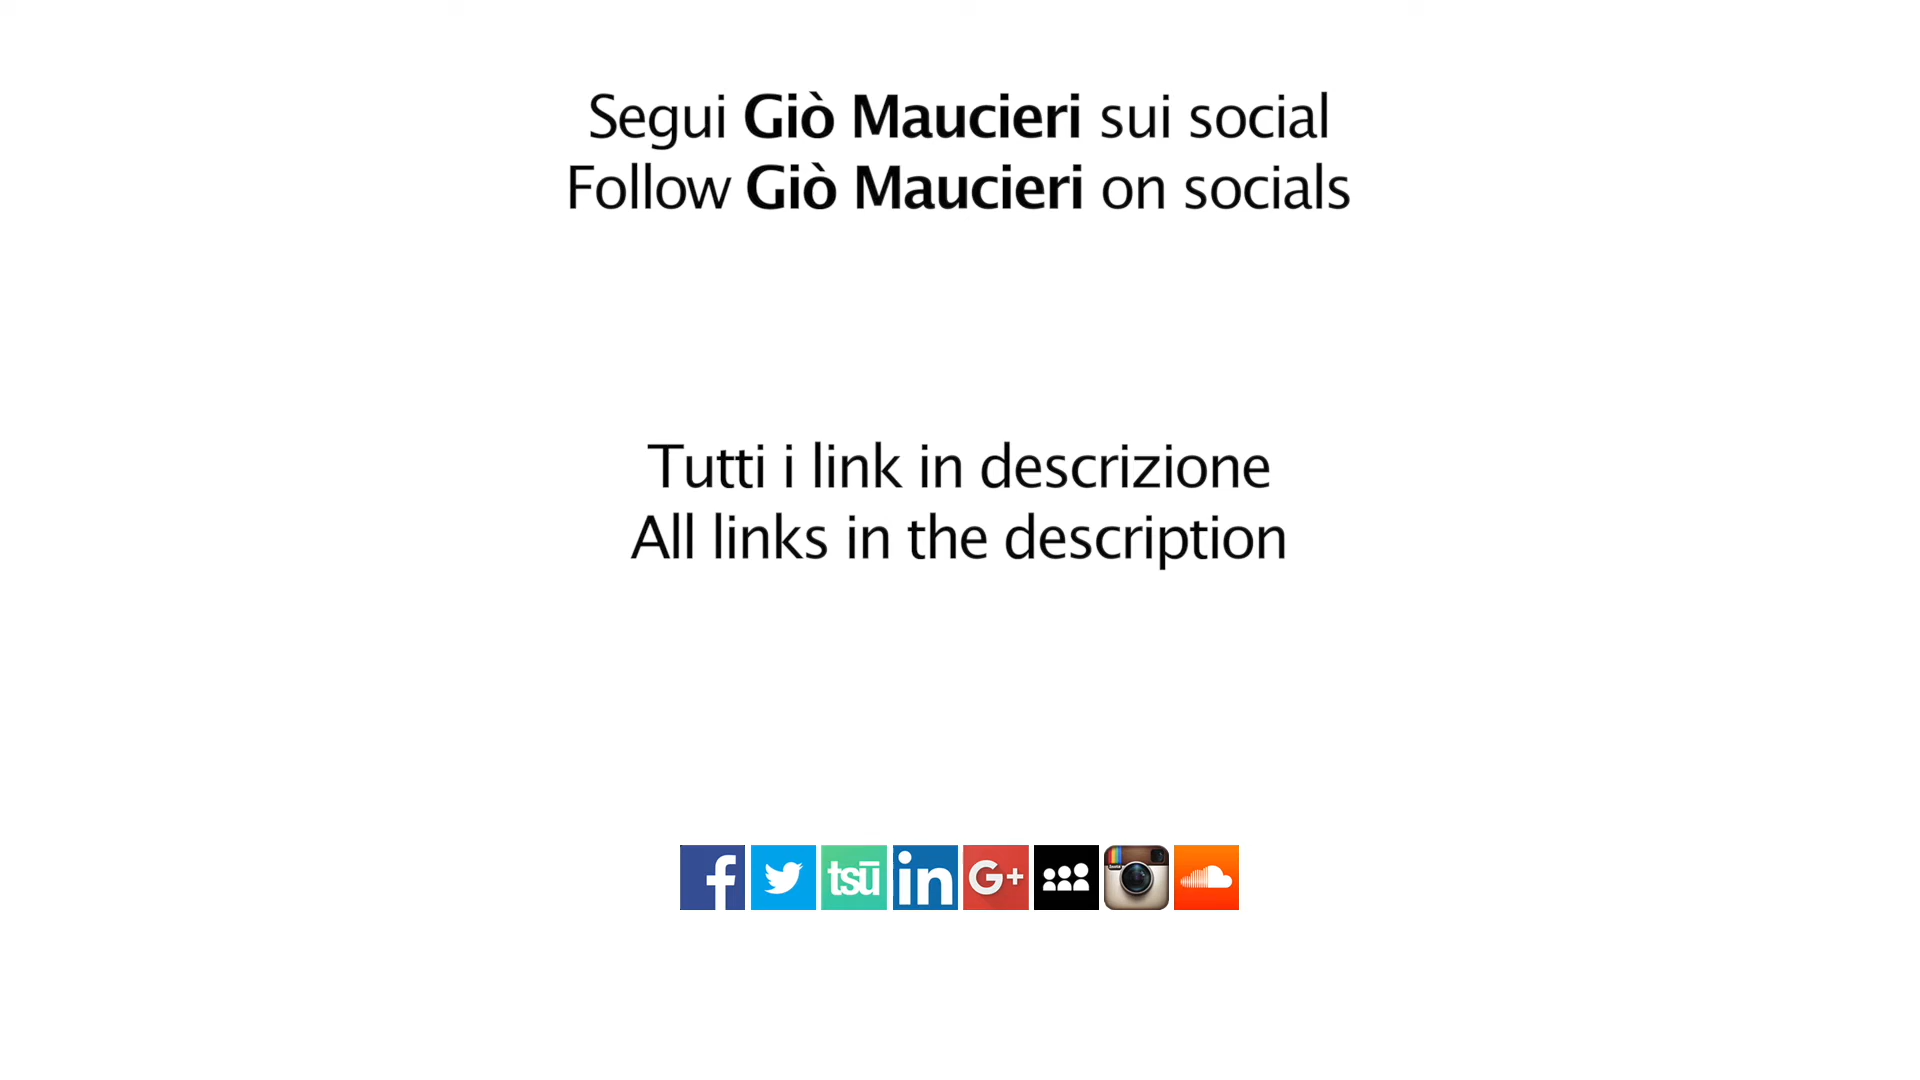 Segui Giò Maucieri sui social
Follow Giò Maucieri on socials
Tutti i link in descrizione
All links in the description
f tsū in G+